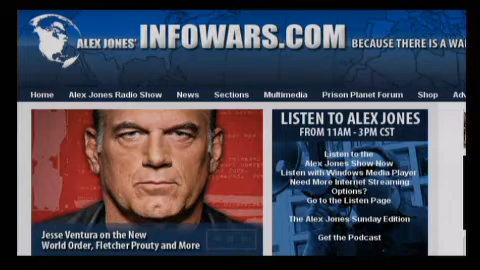 ALEX JONES' INFOWARS.COM BECAUSE THERE IS A WA
Home Alex Jones Radio Show News Sections Multimedia Prison Planet Forum Shop Adv
LISTEN TO ALEX JONES
FROM 11AM - 3PM CST
Listen to the
Alex Jones Show Now
Listen with Windows Media Player
Need More Internet Streaming
Options?
Go to the Listen Page
The Alex Jones Sunday Edition
Get the Podcast
Jesse Ventura on the New
World Order, Fletcher Prouty and More